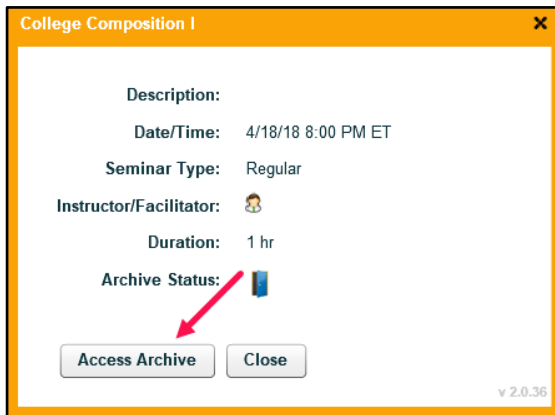 College Composition I
Description:
Date/Time: 4/18/18 8:00 PM ET
Seminar Type: Regular
Instructor/Facilitator:
Duration: 1 hr
Archive Status:
Access Archive Close
v 2.0.36